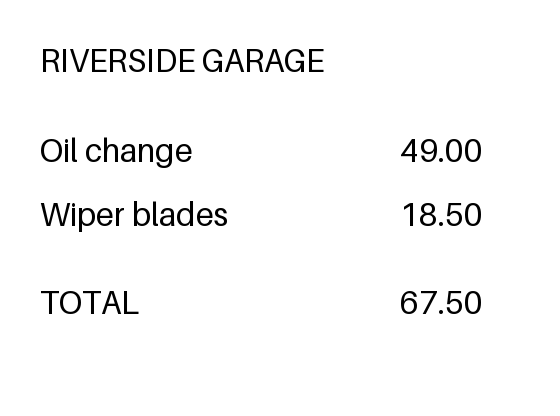 RIVERSIDE GARAGE
Oil change 49.00
Wiper blades 18.50
TOTAL 67.50